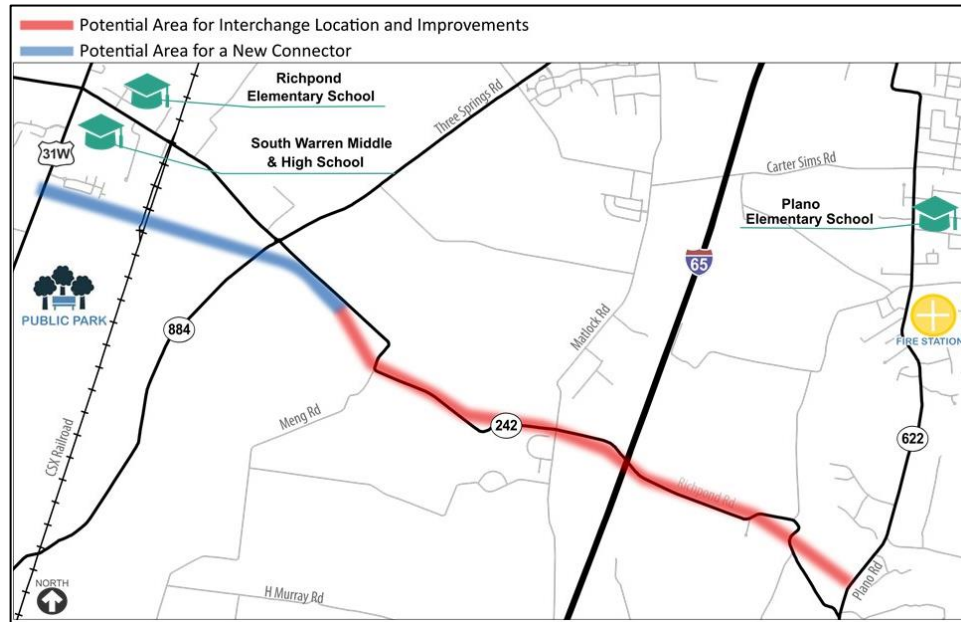 Potential Area for Interchange Location and Improvements
Potential Area for a New Connector
Richpond
Elementary School
South Warren Middle
& High School
31W
Three Springs Rd
Carter Sims Rd
Plano
Elementary School
65
PUBLIC PARK
884
Matlock Rd
FIRE STATION
Meng Rd
242
622
CSX Railroad
Richpond Rd
Plano Rd
NORTH
H Murray Rd